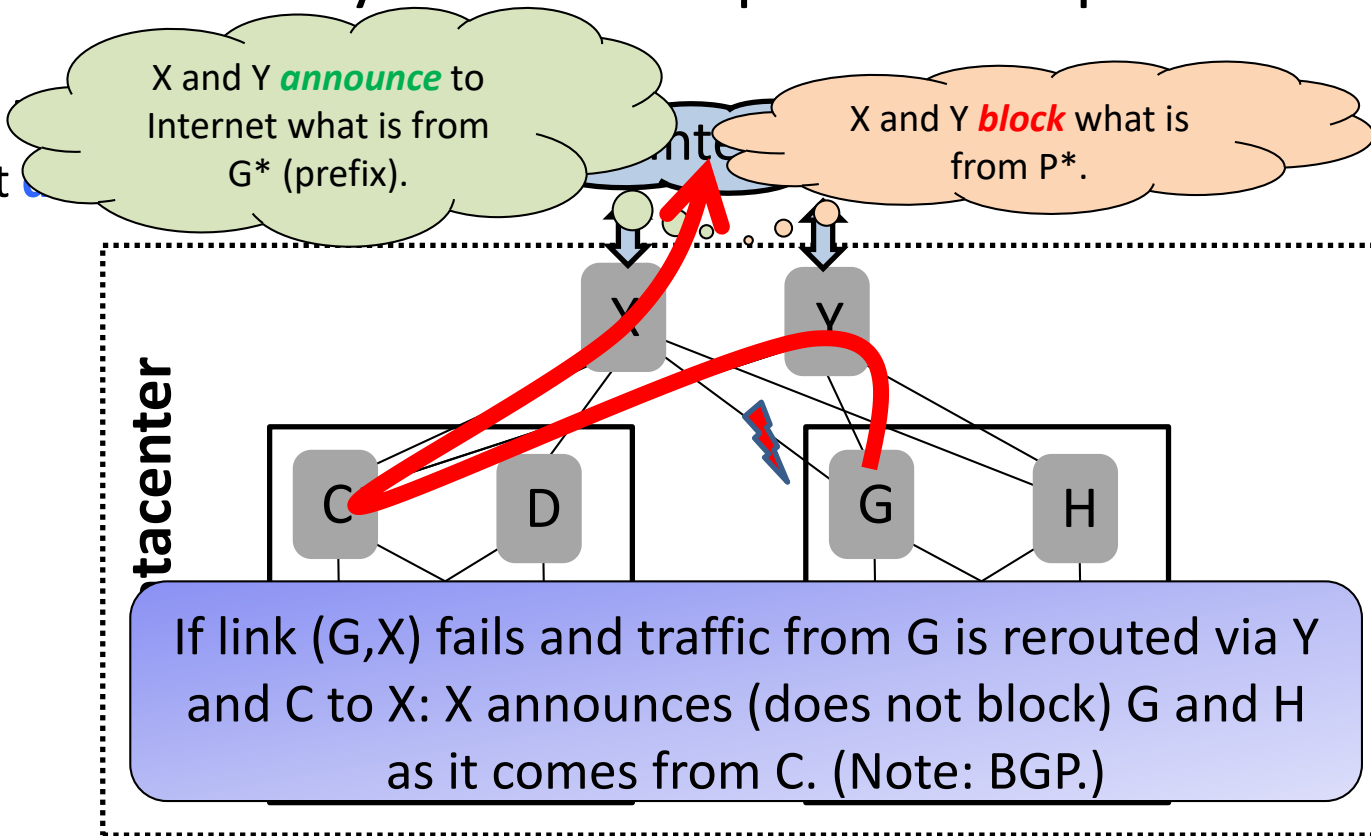 X and Y announce to
Internet what is from
G* (prefix).
X and Y block what is
from P*.
X
Y
C
D
G
H
tacenter
If link (G,X) fails and traffic from G is rerouted via Y
and C to X: X announces (does not block) G and H
as it comes from C. (Note: BGP.)